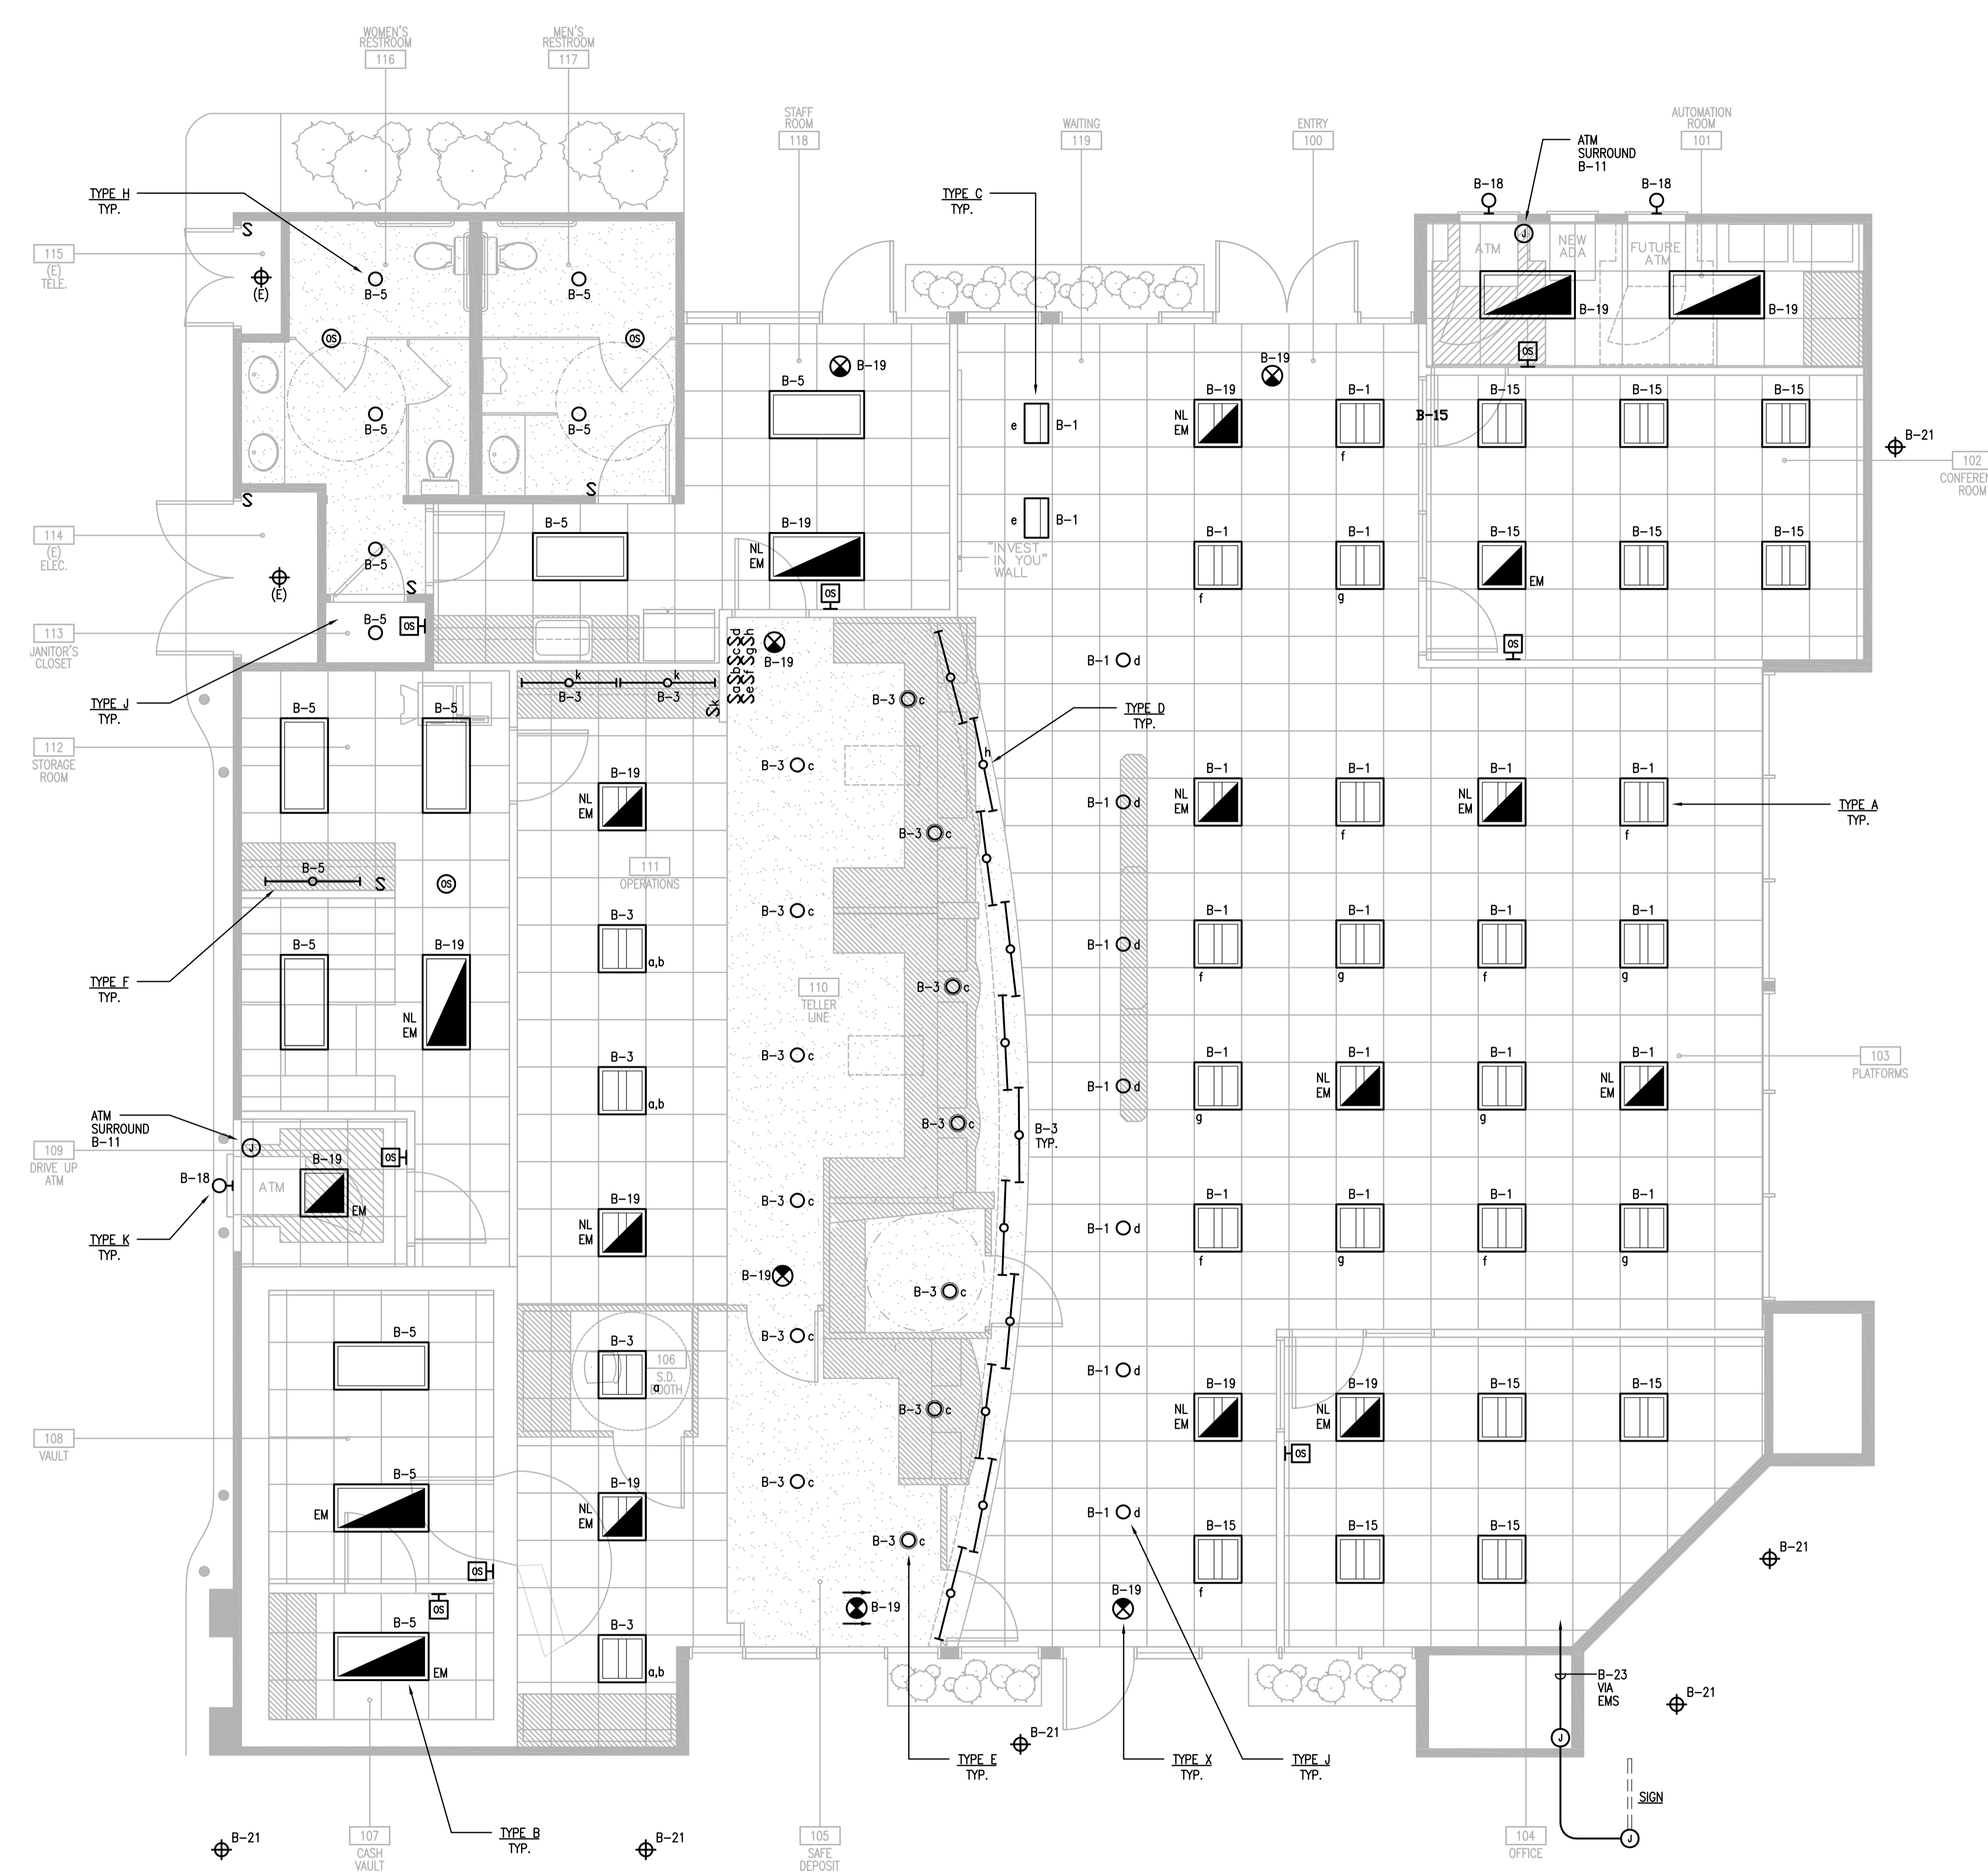 WOMEN'S
RESTROOM
116
MEN'S
RESTROOM
117
STAFF
ROOM
118
WAITING
119
ENTRY
100
AUTOMATION
ROOM
101
ATM
SURROUND
B-11
TYPE H
TYP.
TYPE C
TYP.
B-18
B-18
S
J
ATM
NEW
ADA
FUTURE
ATM
115
(E)
TELE.
(E)
B-5
B-5
B-19
B-19
OS
OS
OS
B-19
B-19
B-5
B-19
B-1
B-15
B-15
B-15
B-15
NL
EM
e
B-1
f
B-5
B-5
B-21
102
CONFEREN
ROOM
S
S
e
B-1
B-5
B-19
NL
EM
B-1
B-1
B-15
B-15
B-15
114
(E)
ELEC.
"INVEST
IN YOU"
WALL
B-5
(E)
S
OS
EM
f
g
113
JANITOR'S
CLOSET
B-5
OS
SaSbScSd
SeSfSgSh
B-19
OS
B-1
d
TYPE J
TYP.
k
k
B-3
B-3
Sk
B-3
c
TYPE D
TYP.
B-5
B-5
112
STORAGE
ROOM
h
B-19
NL
EM
B-3
c
B-1
d
B-1
B-1
B-1
B-1
NL
EM
NL
EM
f
f
TYPE A
TYP.
B-3
c
B-5
S
OS
111
OPERATIONS
B-3
c
B-3
a,b
B-1
d
B-1
B-1
B-1
B-1
f
g
f
g
B-5
B-19
NL
EM
TYPE F
TYP.
110
TELLER
LINE
B-3
c
B-3
a,b
B-3
c
B-1
d
B-1
B-1
B-1
B-1
NL
EM
NL
EM
g
g
103
PLATFORMS
ATM
SURROUND
B-11
J
109
DRIVE UP
ATM
OS
B-3
c
B-3
TYP.
B-18
ATM
B-19
EM
B-19
NL
EM
B-3
c
B-1
d
B-1
B-1
B-1
B-1
f
g
f
g
TYPE K
TYP.
B-19
B-3
c
B-5
B-3
a
106
S.D.
BOOTH
B-3
c
B-1
d
B-19
NL
EM
B-19
NL
EM
B-15
B-15
B-3
c
OS
108
VAULT
B-5
EM
B-19
NL
EM
B-3
c
B-3
c
B-1
d
B-15
f
B-15
B-15
B-21
OS
OS
B-5
EM
B-3
a,b
B-19
B-19
B-23
VIA
EMS
B-21
B-21
J
TYPE E
TYP.
TYPE X
TYP.
TYPE J
TYP.
SIGN
J
B-21
107
CASH
VAULT
TYPE B
TYP.
B-21
105
SAFE
DEPOSIT
104
OFFICE